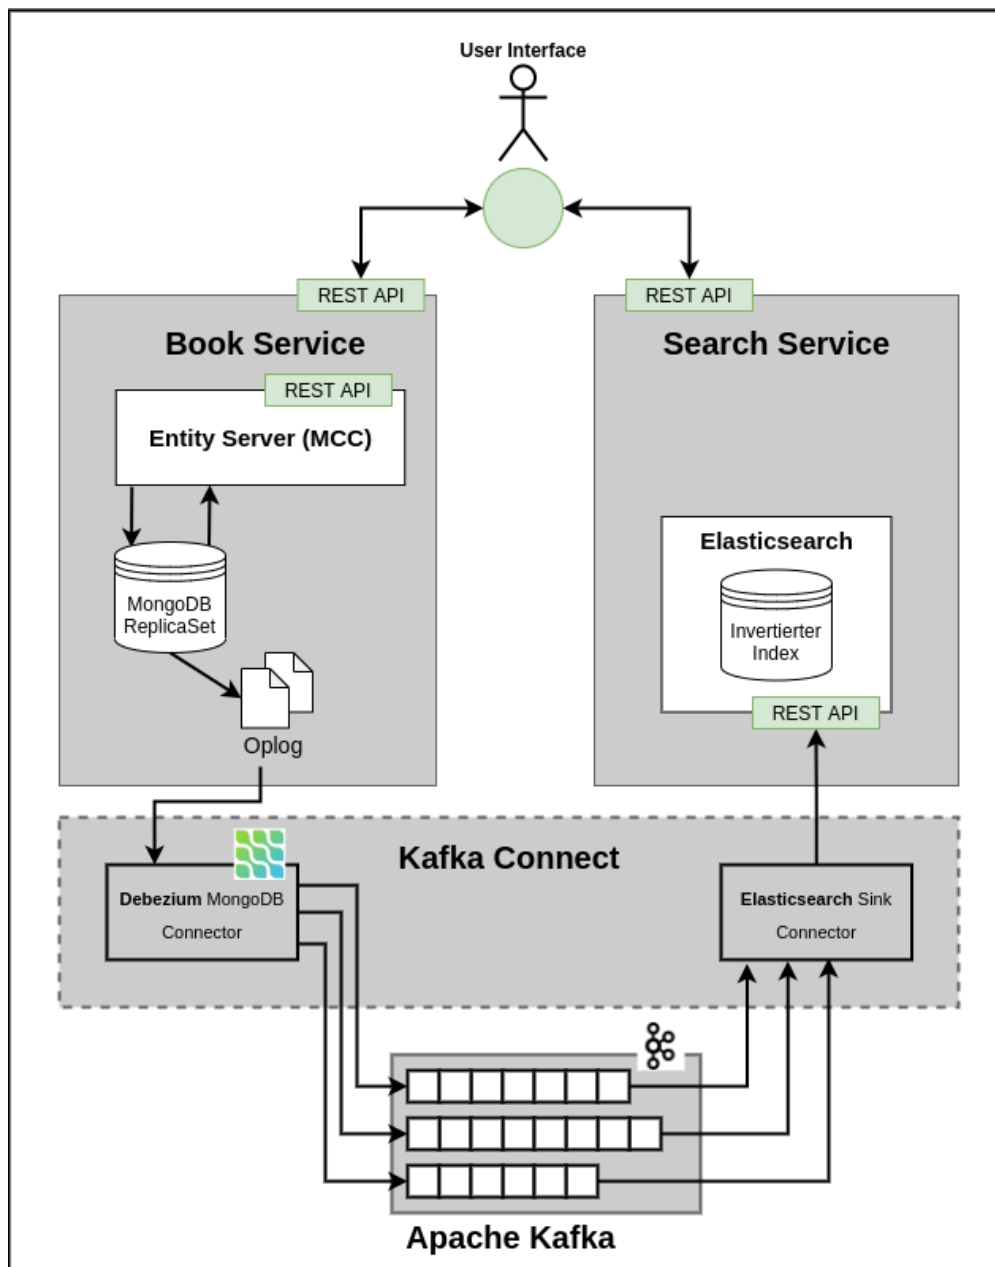 User Interface
REST API
REST API
Book Service
Search Service
REST API
Entity Server (MCC)
MongoDB
ReplicaSet
Oplog
Elasticsearch
Invertierter
Index
REST API
Kafka Connect
Debezium MongoDB
Connector
Elasticsearch Sink
Connector
Apache Kafka